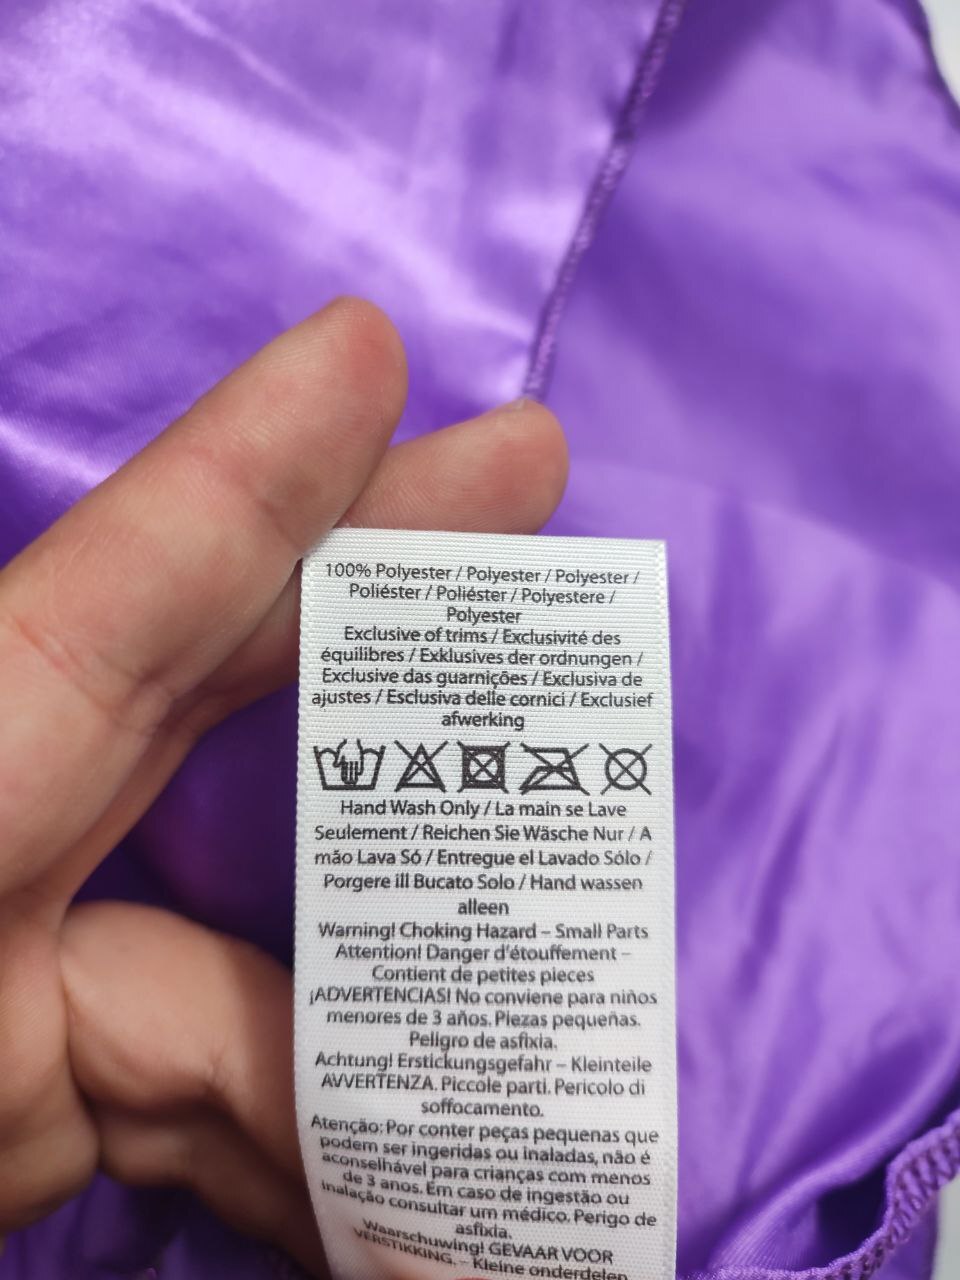 100% Polyester / Polyester / Polyester /
Poliéster / Poliéster / Polyestere /
Polyester
Exclusive of trims / Exclusivité des
équilibres / Exklusives der ordnungen /
Exclusive das guarnições / Exclusiva de
ajustes / Esclusiva delle cornici / Exclusief
afwerking
Hand Wash Only / La main se Lave
Seulement / Reichen Sie Wäsche Nur / A
mão Lava Só / Entregue el Lavado Sólo /
Porgere ill Bucato Solo / Hand wassen
alleen
Warning! Choking Hazard – Small Parts
Attention! Danger d'étouffement –
Contient de petites pieces
¡ADVERTENCIAS! No conviene para niños
menores de 3 años. Piezas pequeñas.
Peligro de asfixia.
Achtung! Erstickungsgefahr – Kleinteile
AVVERTENZA. Piccole parti. Pericolo di
soffocamento.
Atenção: Por conter peças pequenas que
podem ser ingeridas ou inaladas, não é
aconselhável para crianças com menos
de 3 anos. Em caso de ingestão ou
inalação consultar um médico. Perigo de
asfixia.
Waarschuwing! GEVAAR VOOR
VERSTIKKING. – Kleine onderdelen